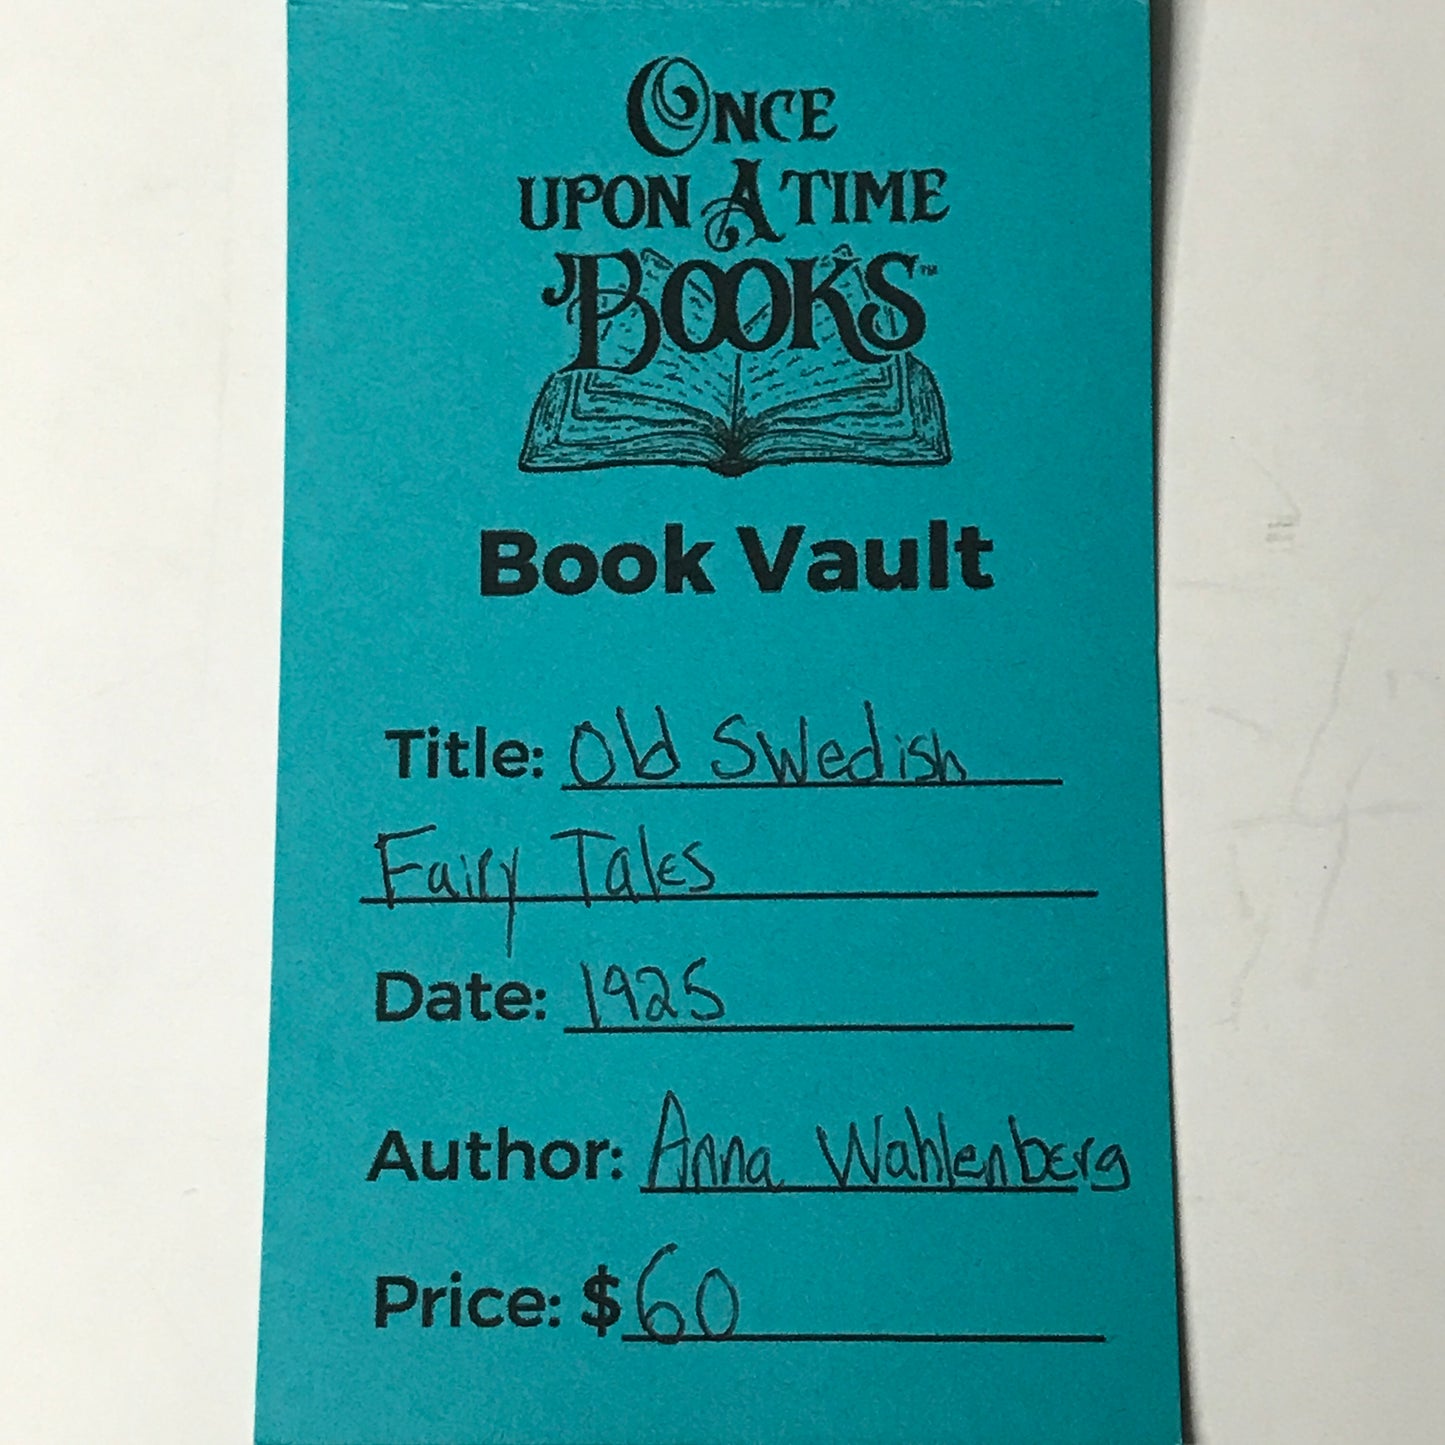 ONCE
UPON A TIME
BOOKS™
Book Vault
Title: Old Swedish
Fairy Tales
Date: 1925
Author: Anna Wahlenberg
Price: $60